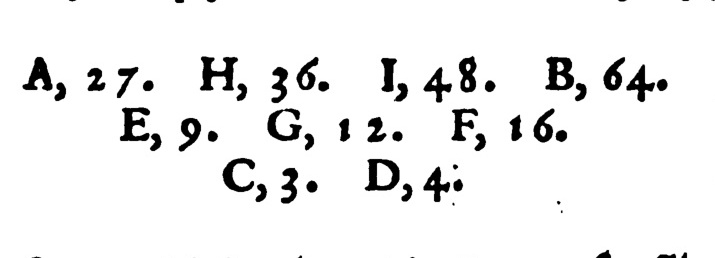 A, 27. H, 36. I, 48. B, 64.
E, 9. G, 12. F, 16.
C, 3. D, 4.